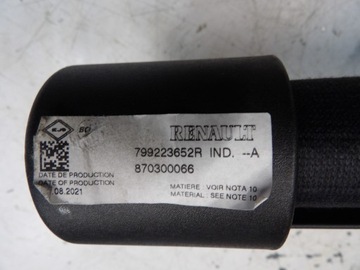 RENAULT
799223652R IND. --A
870300066
DATE DE PRODUCTION
DATE OF PRODUCTION
.08.2021
MATIERE : VOIR NOTA 10
MATERIAL : SEE NOTE 10